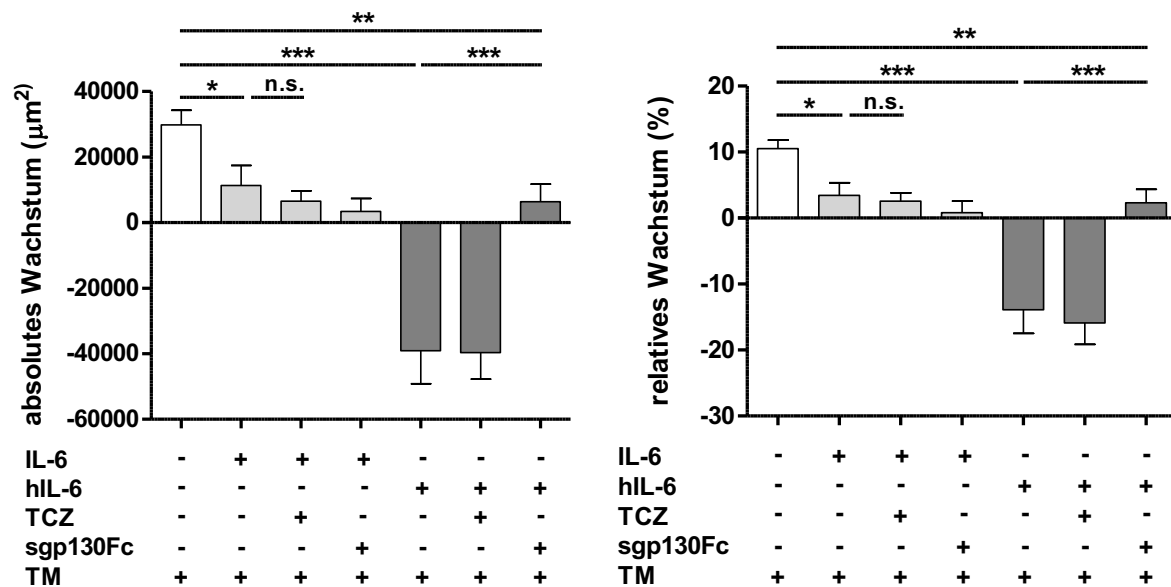 **
*** ***
* n.s.
absolutes Wachstum (μm²)
40000
20000
0
-20000
-40000
-60000
IL-6 - + + + - - -
hIL-6 - - - - + + +
TCZ - - + - - + -
sgp130Fc - - - + - - +
TM + + + + + + +
**
*** ***
* n.s.
relatives Wachstum (%)
20
10
0
-10
-20
-30
IL-6 - + + + - - -
hIL-6 - - - - + + +
TCZ - - + - - + -
sgp130Fc - - - + - - +
TM + + + + + + +